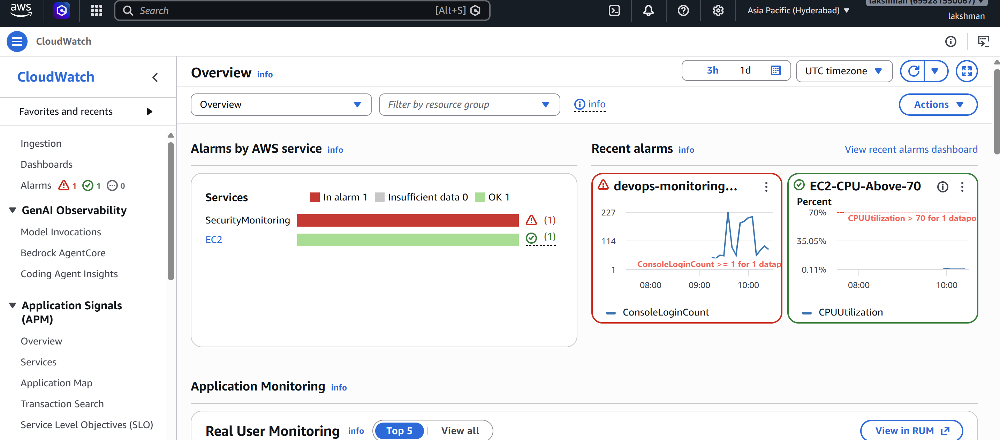 aws
Search
[Alt+S]
Asia Pacific (Hyderabad)
lakshman (699281550067)
lakshman
CloudWatch
CloudWatch
Favorites and recents
Ingestion
Dashboards
Alarms 1 1 0
GenAI Observability
Model Invocations
Bedrock AgentCore
Coding Agent Insights
Application Signals
(APM)
Overview
Services
Application Map
Transaction Search
Service Level Objectives (SLO)
Overview info
3h 1d
UTC timezone
Overview
Filter by resource group
info
Actions
Alarms by AWS service info
Services
In alarm 1 Insufficient data 0 OK 1
SecurityMonitoring (1)
EC2 (1)
Recent alarms info
View recent alarms dashboard
devops-monitoring...
227
114
ConsoleLoginCount >= 1 for 1 datap
1
08:00 09:00 10:00
ConsoleLoginCount
EC2-CPU-Above-70
Percent
70%
CPUUtilization > 70 for 1 datapo
35.05%
0.11%
08:00 10:00
CPUUtilization
Application Monitoring info
Real User Monitoring info
Top 5 View all
View in RUM